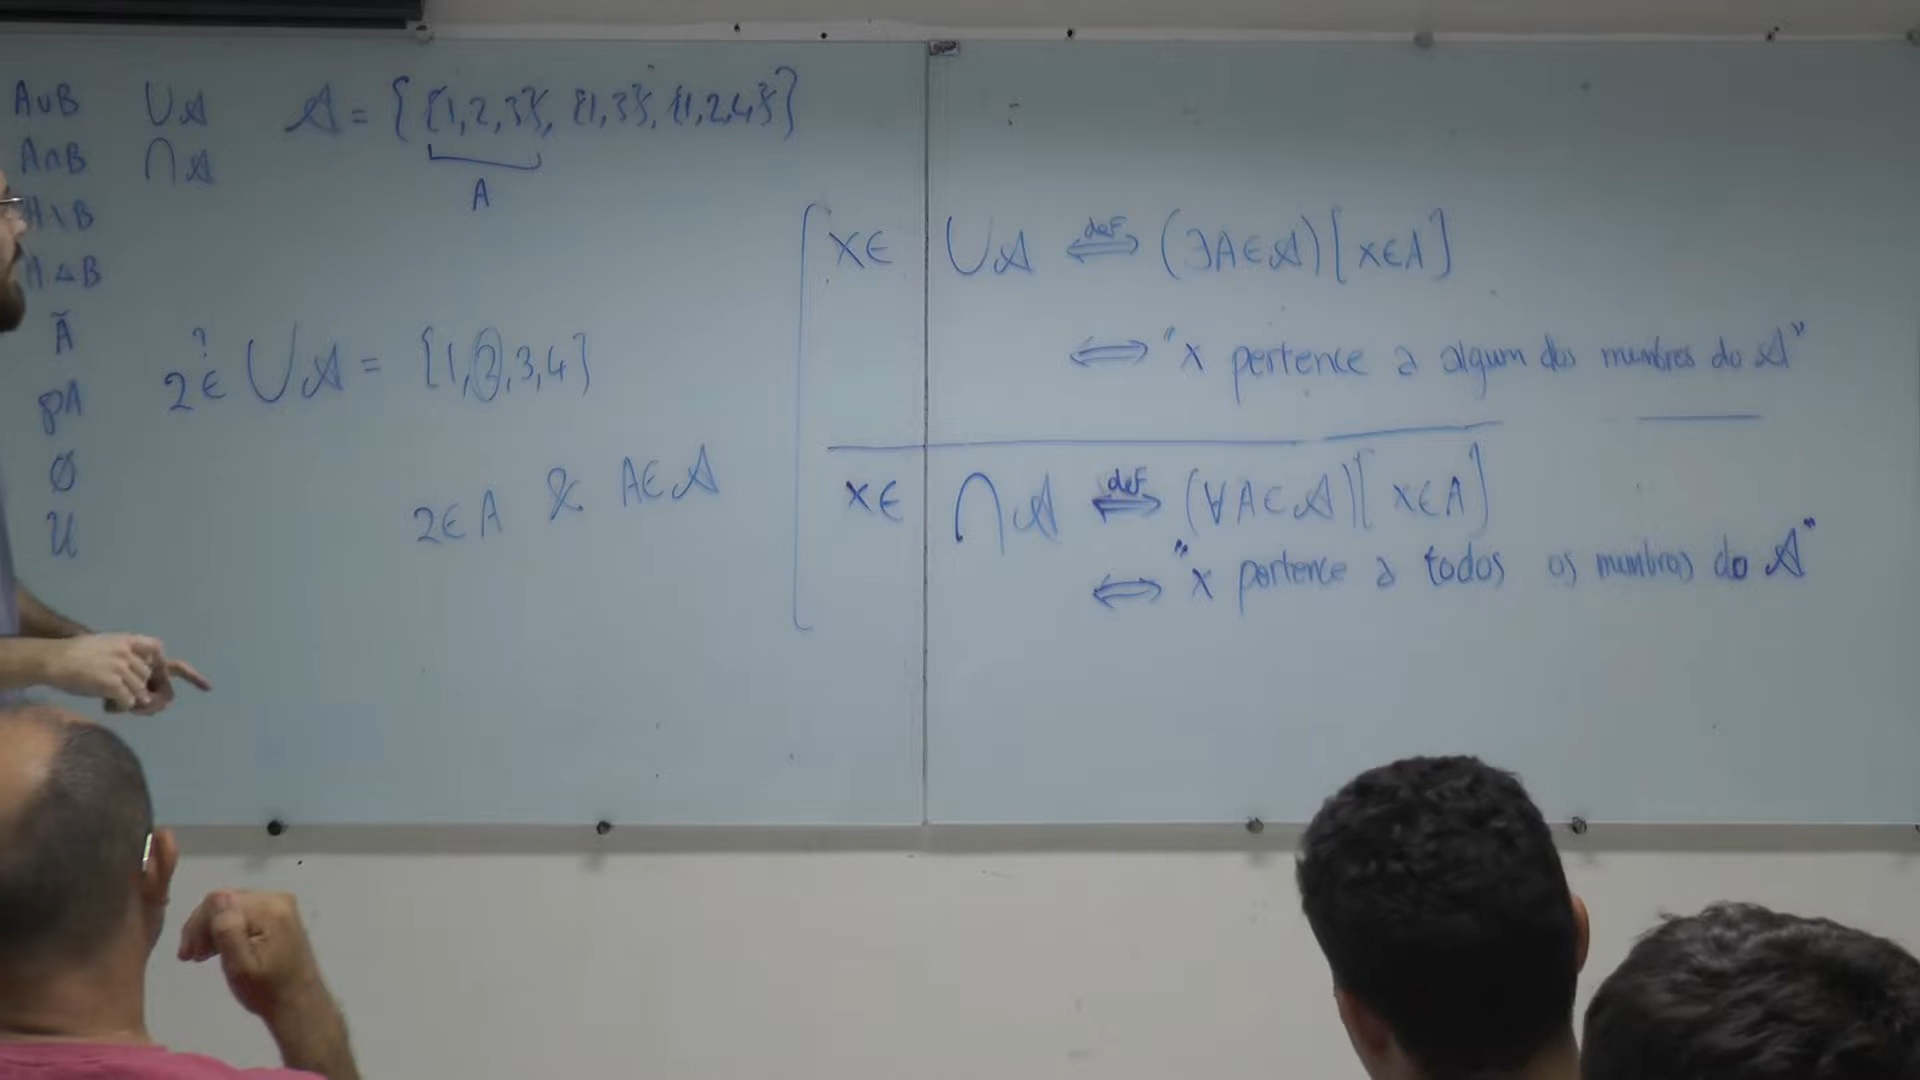 A∪B
A∩B
A\B
A△B
Ã
℘A
∅
𝒰
⋃𝒜
⋂𝒜
𝒜 = {{1,2,3}, {1,3}, {1,2,4}}
A
?
2 ∈ ⋃𝒜 = {1,2,3,4}
2∈A & A∈𝒜
x∈ ⋃𝒜 ⇔def (∃A∈𝒜)[x∈A]
⇔ "x pertence a algum dos membros do 𝒜"
x∈ ⋂𝒜 ⇔def (∀A∈𝒜)[x∈A]
⇔ "x pertence a todos os membros do 𝒜"